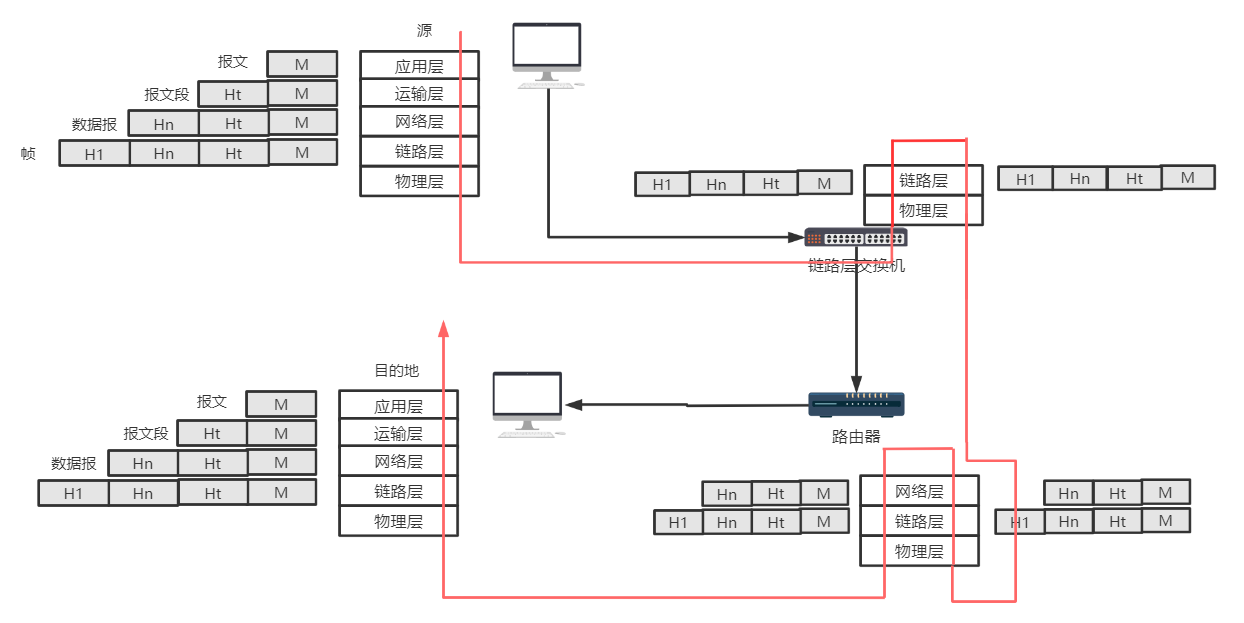 源
报文 M 应用层
报文段 Ht M 运输层
数据报 Hn Ht M 网络层
帧 H1 Hn Ht M 链路层
物理层
H1 Hn Ht M 链路层 H1 Hn Ht M
物理层
链路层交换机
目的地
报文 M 应用层
报文段 Ht M 运输层
数据报 Hn Ht M 网络层
H1 Hn Ht M 链路层
物理层
路由器
Hn Ht M 网络层 Hn Ht M
H1 Hn Ht M 链路层 H1 Hn Ht M
物理层